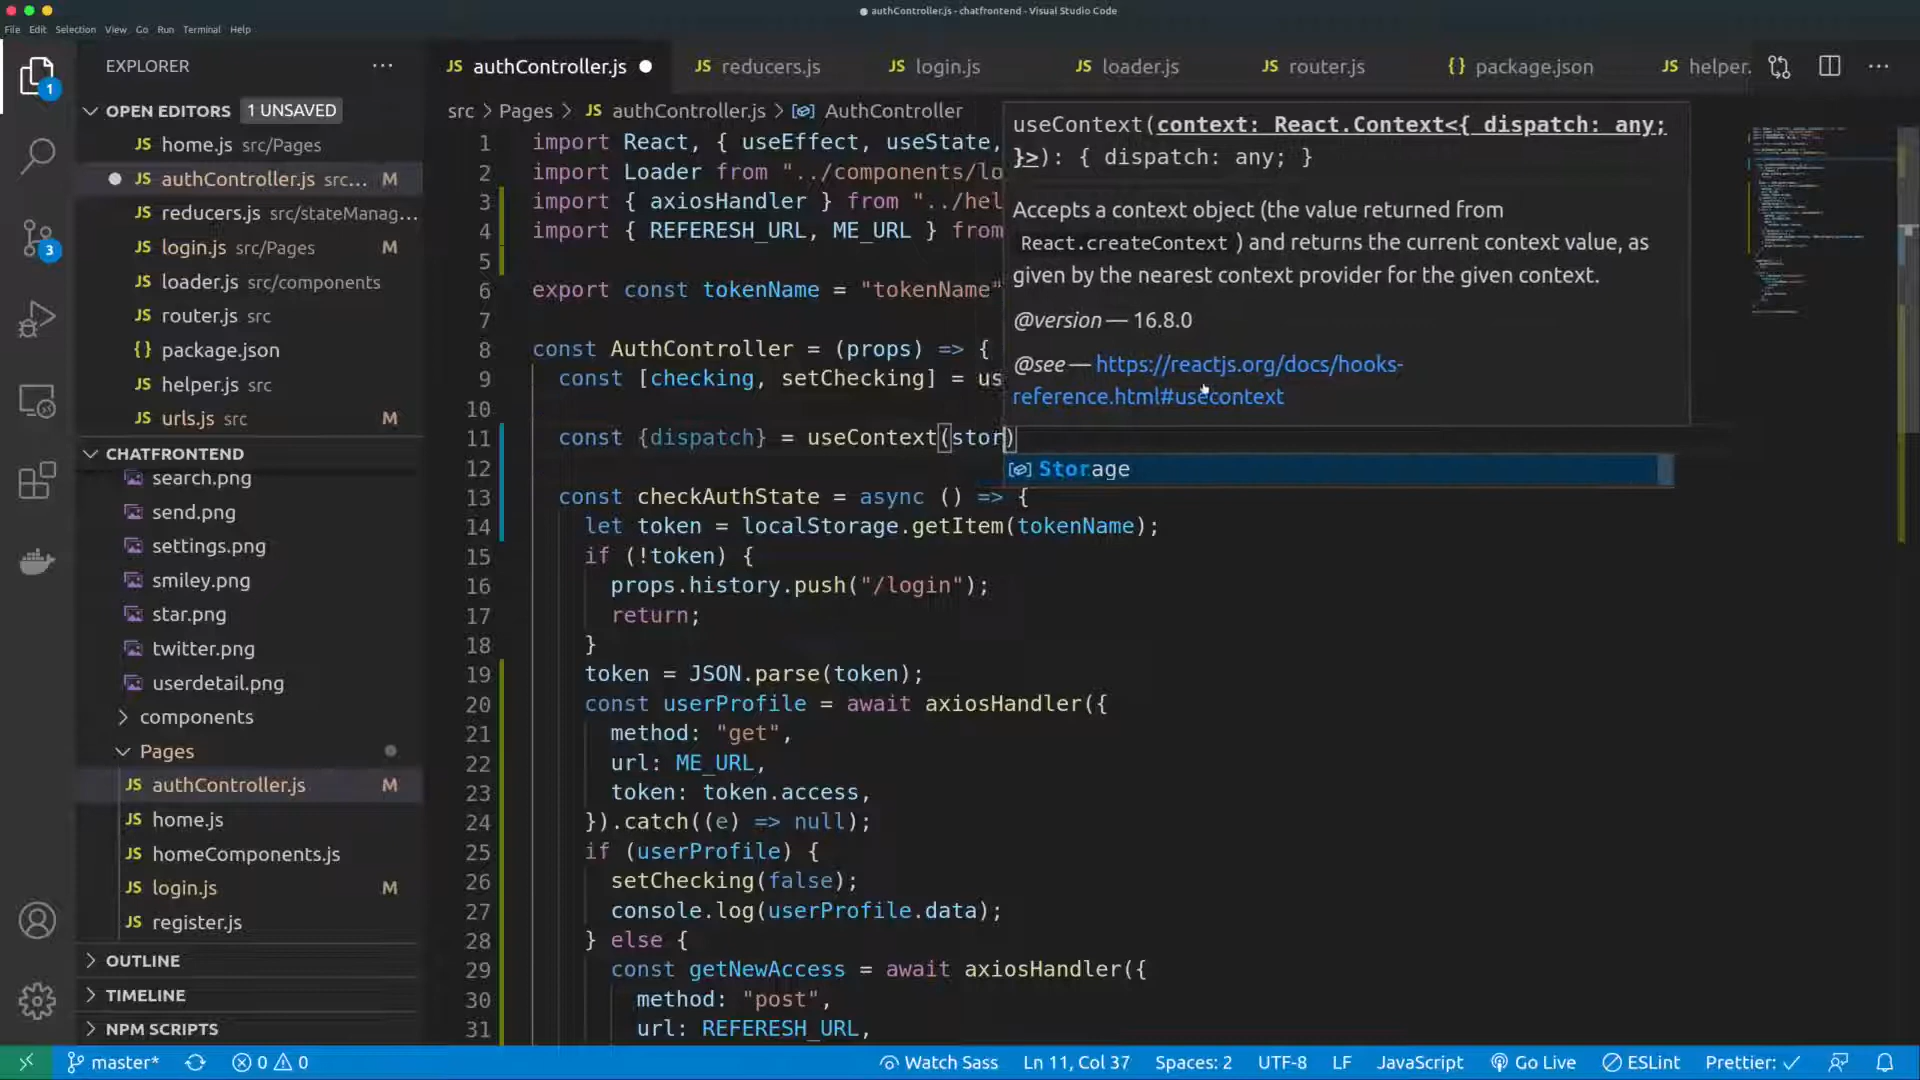 authController.js - chatfrontend - Visual Studio Code
File Edit Selection View Go Run Terminal Help
EXPLORER
OPEN EDITORS 1 UNSAVED
JS home.js src/Pages
JS authController.js src... M
JS reducers.js src/stateManag...
JS login.js src/Pages M
JS loader.js src/components
JS router.js src
{} package.json
JS helper.js src
JS urls.js src M
CHATFRONTEND
search.png
send.png
settings.png
smiley.png
star.png
twitter.png
userdetail.png
components
Pages
JS authController.js M
JS home.js
JS homeComponents.js
JS login.js M
JS register.js
OUTLINE
TIMELINE
NPM SCRIPTS
1
3
JS authController.js JS reducers.js JS login.js JS loader.js JS router.js {} package.json JS helper.
src > Pages > JS authController.js > AuthController
1 import React, { useEffect, useState,
2 import Loader from "../components/lo
3 import { axiosHandler } from "../hel
4 import { REFERESH_URL, ME_URL } from
5
6 export const tokenName = "tokenName"
7
8 const AuthController = (props) => {
9 const [checking, setChecking] = us
10
11 const {dispatch} = useContext(stor)
12
13 const checkAuthState = async () => {
14 let token = localStorage.getItem(tokenName);
15 if (!token) {
16 props.history.push("/login");
17 return;
18 }
19 token = JSON.parse(token);
20 const userProfile = await axiosHandler({
21 method: "get",
22 url: ME_URL,
23 token: token.access,
24 }).catch((e) => null);
25 if (userProfile) {
26 setChecking(false);
27 console.log(userProfile.data);
28 } else {
29 const getNewAccess = await axiosHandler({
30 method: "post",
31 url: REFERESH_URL,
useContext(context: React.Context<{ dispatch: any;
}>): { dispatch: any; }
Accepts a context object (the value returned from
React.createContext ) and returns the current context value, as
given by the nearest context provider for the given context.
@version — 16.8.0
@see — https://reactjs.org/docs/hooks-
reference.html#usecontext
Storage
master* 0 0 Watch Sass Ln 11, Col 37 Spaces: 2 UTF-8 LF JavaScript Go Live ESLint Prettier: ✓